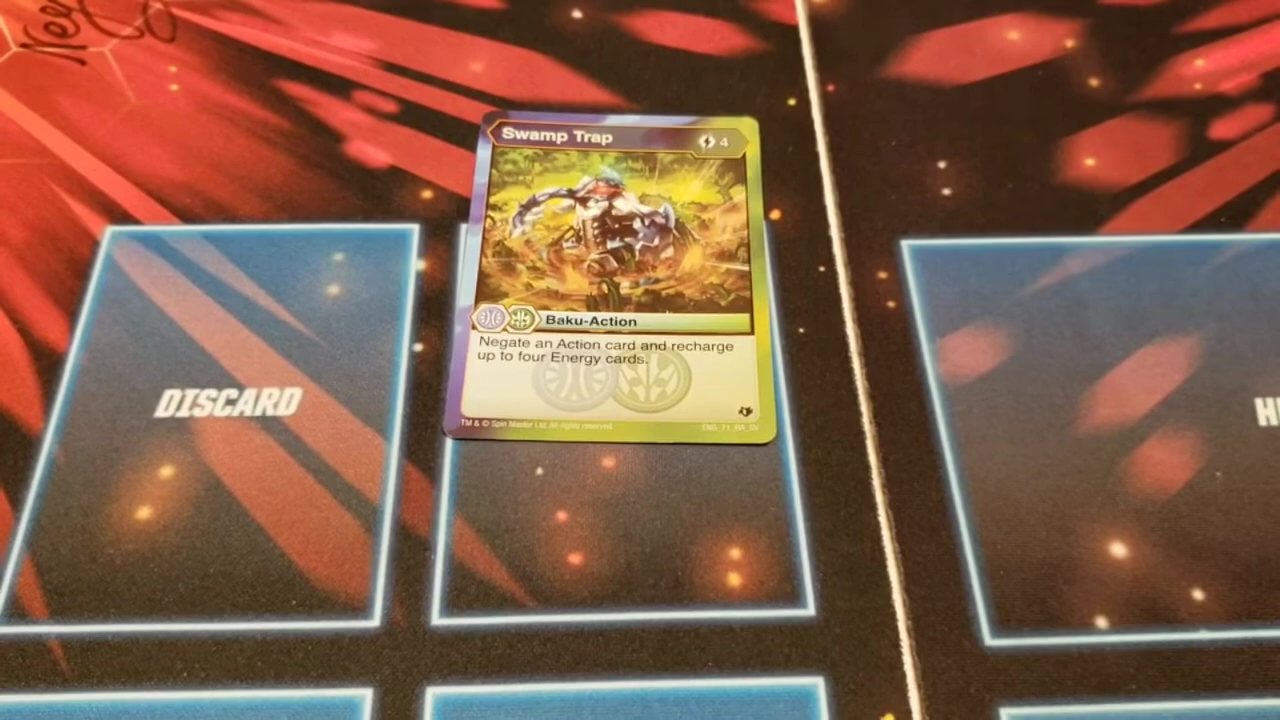 Swamp Trap
4
Baku-Action
Negate an Action card and recharge
up to four Energy cards.
TM & © Spin Master Ltd. All rights reserved.
DISCARD